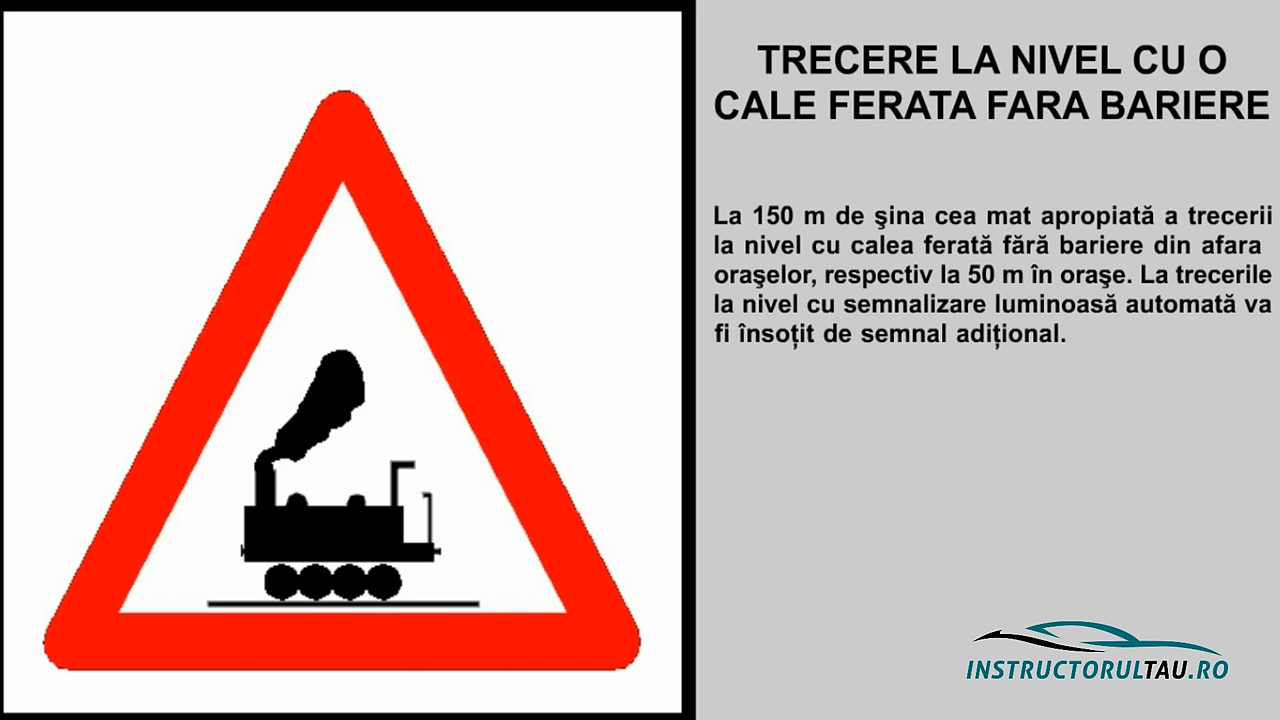 TRECERE LA NIVEL CU O
CALE FERATA FARA BARIERE
La 150 m de şina cea mat apropiată a trecerii
la nivel cu calea ferată fără bariere din afara
oraşelor, respectiv la 50 m în oraşe. La trecerile
la nivel cu semnalizare luminoasă automată va
fi însoțit de semnal adițional.
INSTRUCTORULTAU.RO